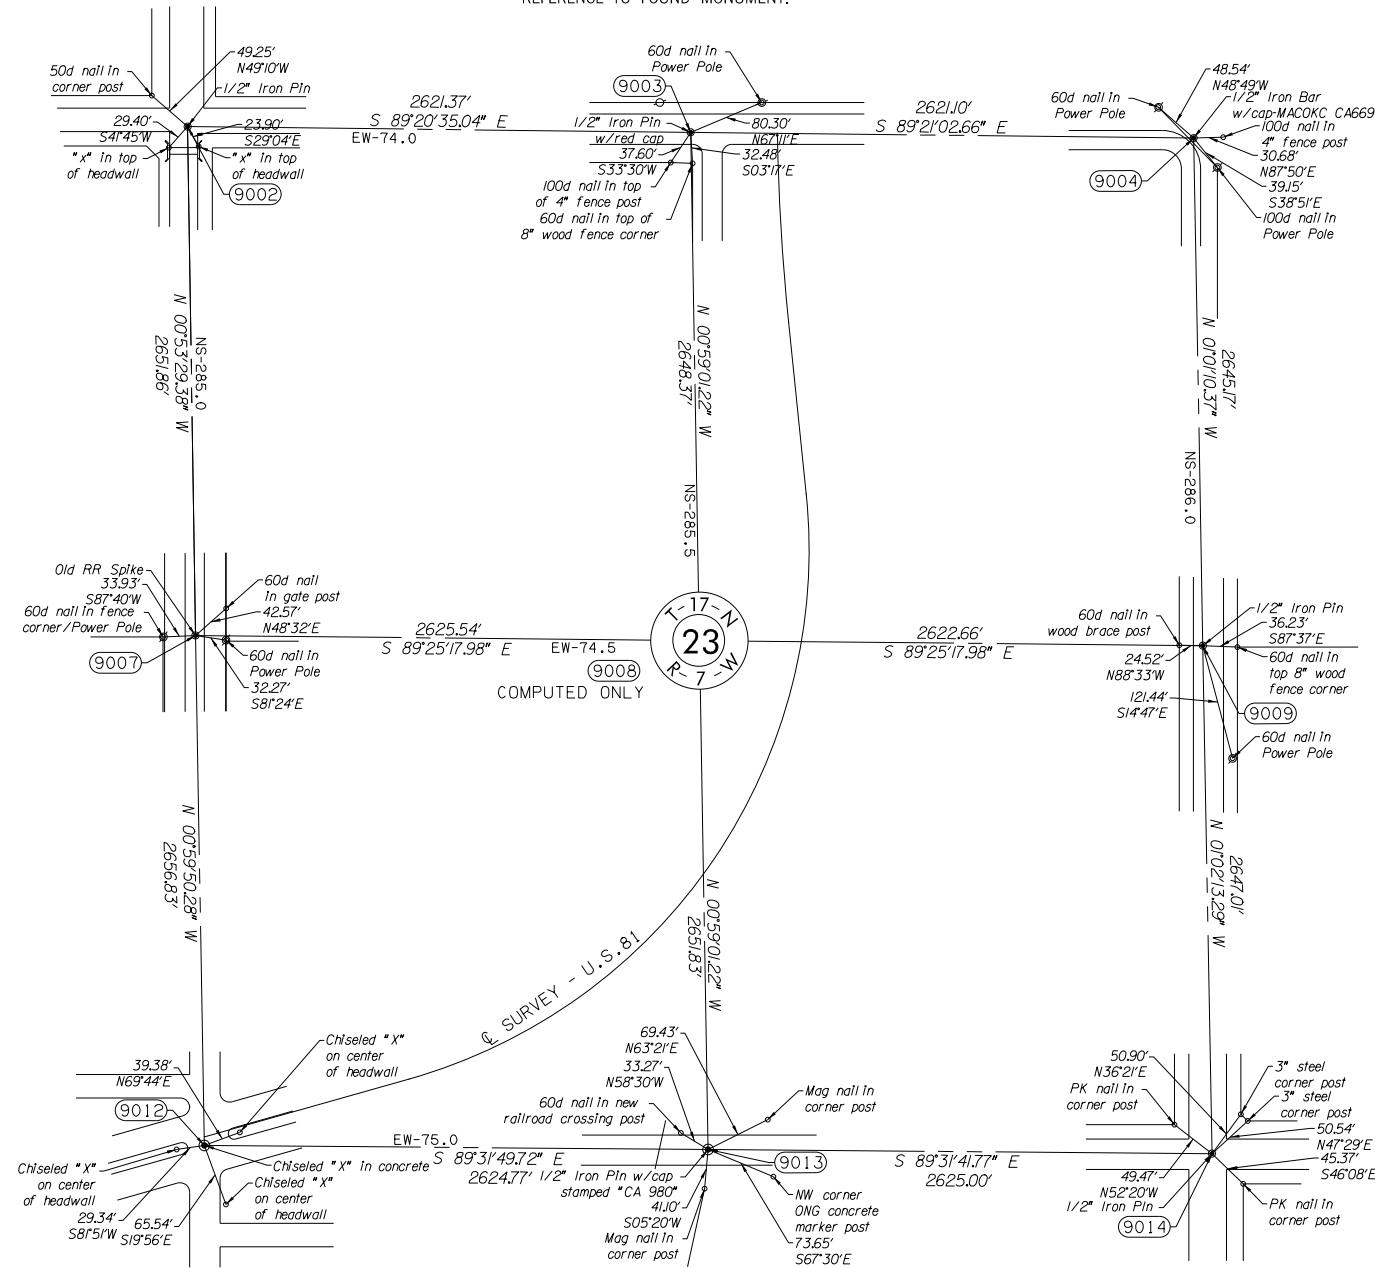 REFERENCE TO FOUND MONUMENT.
49.25'
N49°10'W
50d nail in
corner post
1/2" Iron Pin
29.40'
S41°45'W
23.90'
S29°04'E
"x" in top
of headwall
"x" in top
of headwall
9002
2621.37'
S 89°20'35.04" E
EW-74.0
60d nail in
Power Pole
9003
1/2" Iron Pin
w/red cap
80.30'
N67°11'E
37.60'
S33°30'W
32.48'
S03°17'E
100d nail in top
of 4" fence post
60d nail in top of
8" wood fence corner
2621.10'
S 89°21'02.66" E
48.54'
N48°49'W
60d nail in
Power Pole
1/2" Iron Bar
w/cap-MACOKC CA669
100d nail in
4" fence post
30.68'
N87°50'E
39.15'
S38°51'E
100d nail in
Power Pole
9004
N 00°53'29.38" W
2651.86'
NS-285.0
N 00°59'01.22" W
2648.37'
NS-285.5
N 01°01'10.37" W
2645.17'
NS-286.0
Old RR Spike
33.93'
S87°40'W
60d nail in fence
corner/Power Pole
9007
60d nail
in gate post
42.57'
N48°32'E
60d nail in
Power Pole
32.27'
S81°24'E
2625.54'
S 89°25'17.98" E
EW-74.5
9008
COMPUTED ONLY
T-17-N
23
R-7-W
2622.66'
S 89°25'17.98" E
60d nail in
wood brace post
1/2" Iron Pin
36.23'
S87°37'E
24.52'
N88°33'W
60d nail in
top 8" wood
fence corner
121.44'
S14°47'E
9009
60d nail in
Power Pole
N 00°59'50.28" W
2656.83'
N 00°59'01.22" W
2651.83'
N 01°02'13.29" W
2647.01'
℄ SURVEY - U.S.81
Chiseled "X"
on center
of headwall
39.38'
N69°44'E
9012
Chiseled "X"
on center
of headwall
29.34'
S81°51'W
65.54'
S19°56'E
Chiseled "X" in concrete
Chiseled "X"
on center
of headwall
EW-75.0
S 89°31'49.72" E
2624.77'
69.43'
N63°21'E
33.27'
N58°30'W
60d nail in new
railroad crossing post
Mag nail in
corner post
9013
1/2" Iron Pin w/cap
stamped "CA 980"
41.10'
S05°20'W
Mag nail in
corner post
NW corner
ONG concrete
marker post
73.65'
S67°30'E
S 89°31'41.77" E
2625.00'
50.90'
N36°21'E
PK nail in
corner post
3" steel
corner post
3" steel
corner post
50.54'
N47°29'E
45.37'
S46°08'E
49.47'
N52°20'W
1/2" Iron Pin
9014
PK nail in
corner post